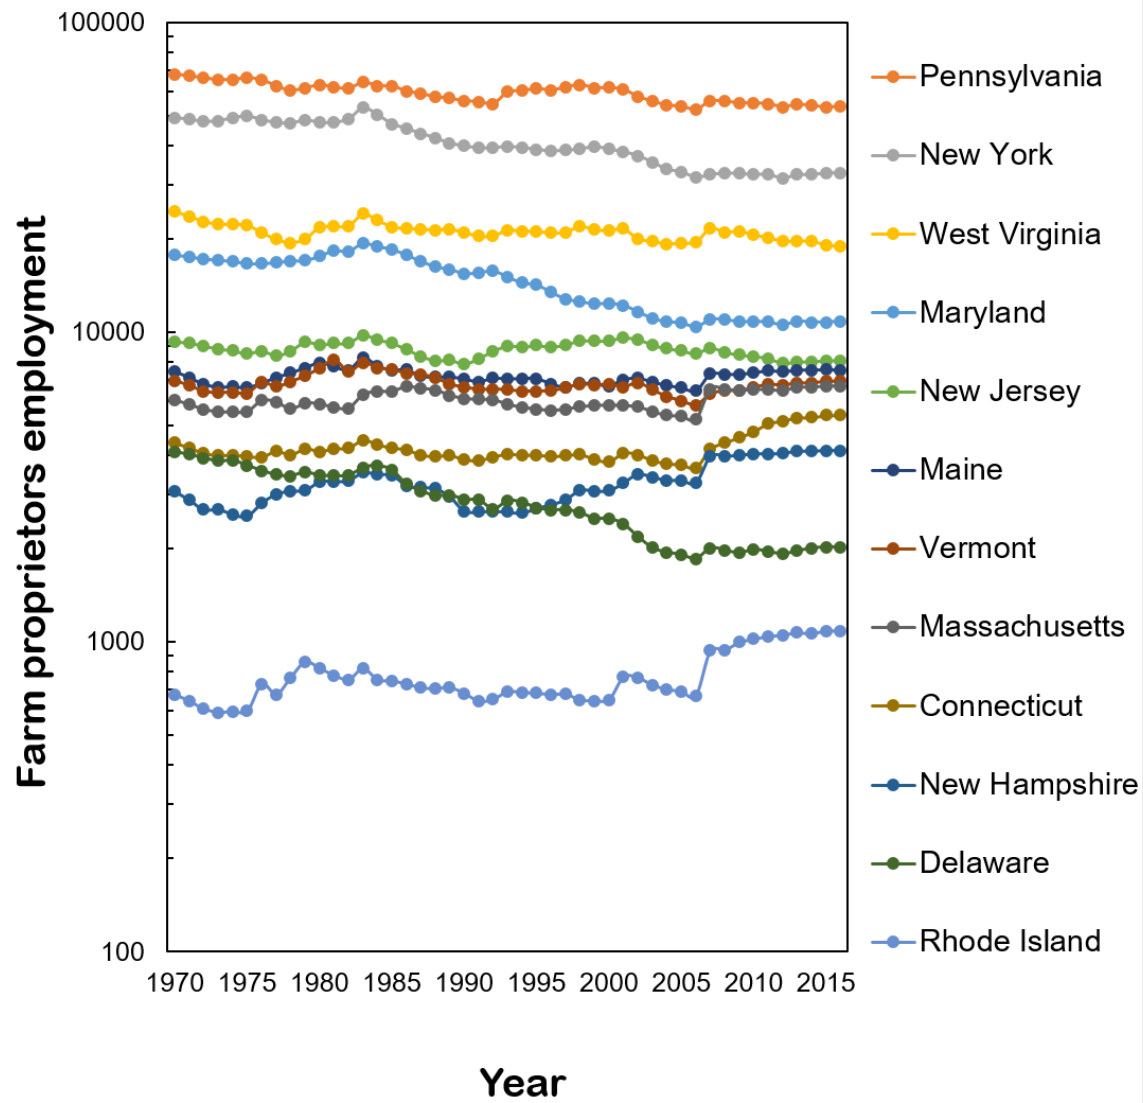 Farm proprietors employment
100000
10000
1000
100
1970 1975 1980 1985 1990 1995 2000 2005 2010 2015
Year
Pennsylvania
New York
West Virginia
Maryland
New Jersey
Maine
Vermont
Massachusetts
Connecticut
New Hampshire
Delaware
Rhode Island